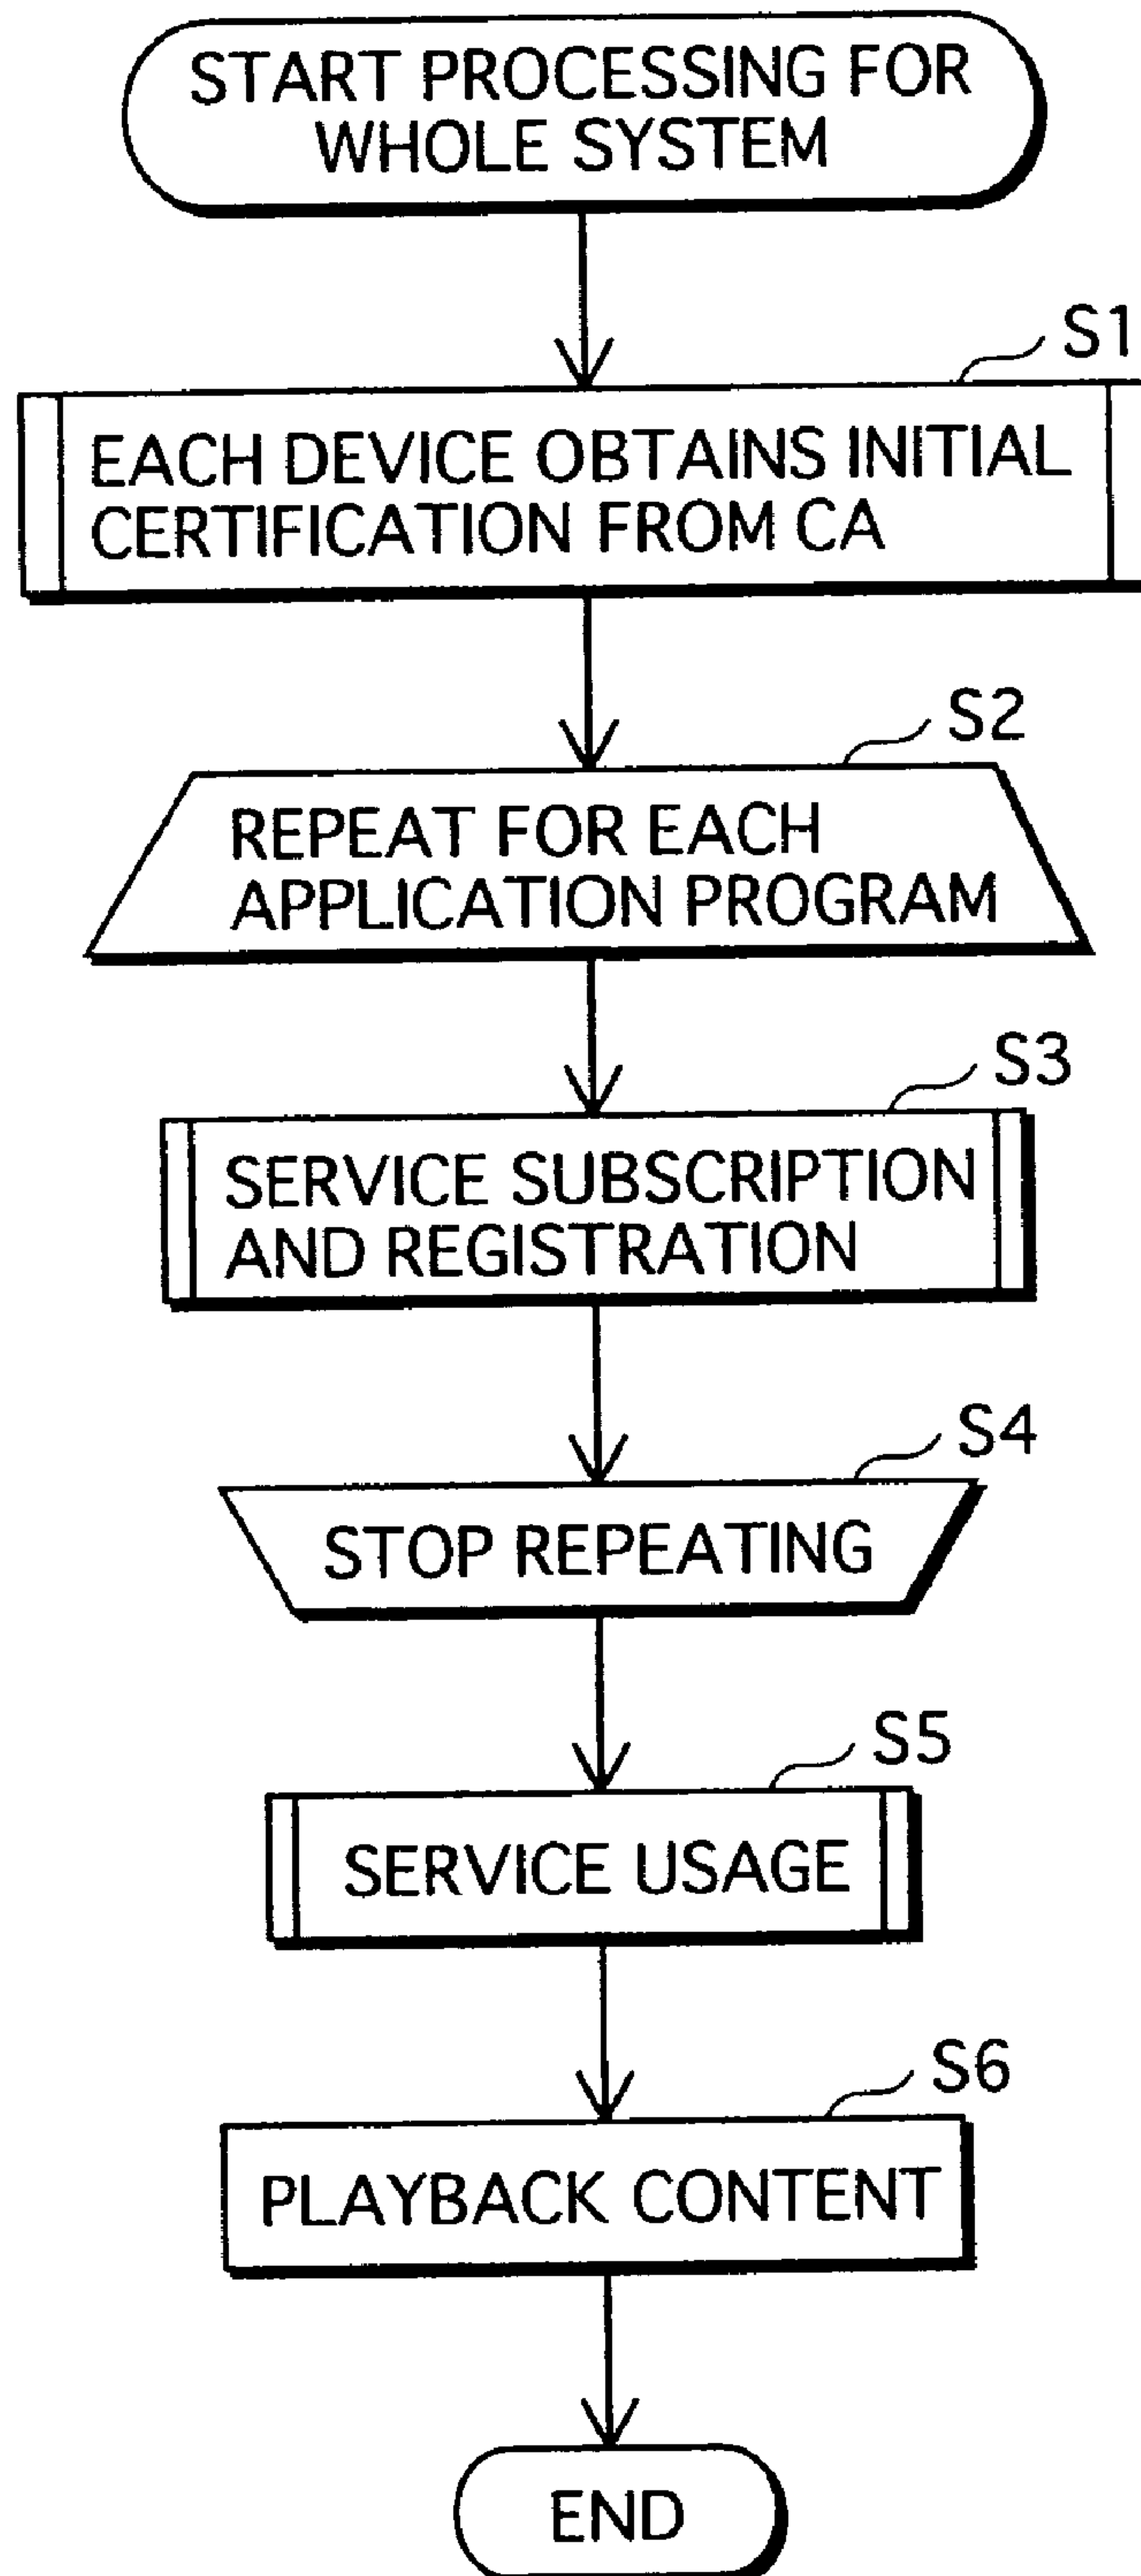 START PROCESSING FOR
WHOLE SYSTEM
S1
EACH DEVICE OBTAINS INITIAL
CERTIFICATION FROM CA
S2
REPEAT FOR EACH
APPLICATION PROGRAM
S3
SERVICE SUBSCRIPTION
AND REGISTRATION
S4
STOP REPEATING
S5
SERVICE USAGE
S6
PLAYBACK CONTENT
END